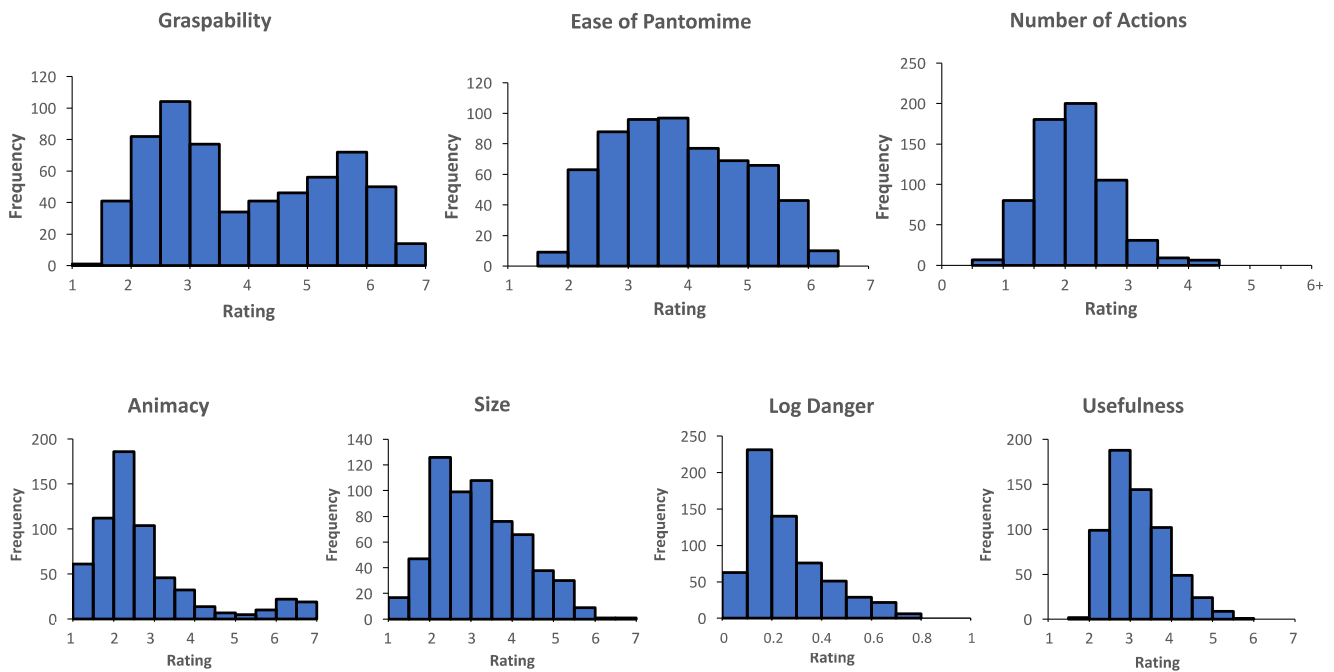 Graspability
Ease of Pantomime
Number of Actions
Frequency
120
100
80
60
40
20
0
1 2 3 4 5 6 7
Rating
Frequency
120
100
80
60
40
20
0
1 2 3 4 5 6 7
Rating
Frequency
250
200
150
100
50
0
0 1 2 3 4 5 6+
Rating
Animacy
Size
Log Danger
Usefulness
Frequency
200
150
100
50
0
1 2 3 4 5 6 7
Rating
Frequency
140
120
100
80
60
40
20
0
1 2 3 4 5 6 7
Rating
Frequency
250
200
150
100
50
0
0 0.2 0.4 0.6 0.8 1
Rating
Frequency
200
150
100
50
0
1 2 3 4 5 6 7
Rating